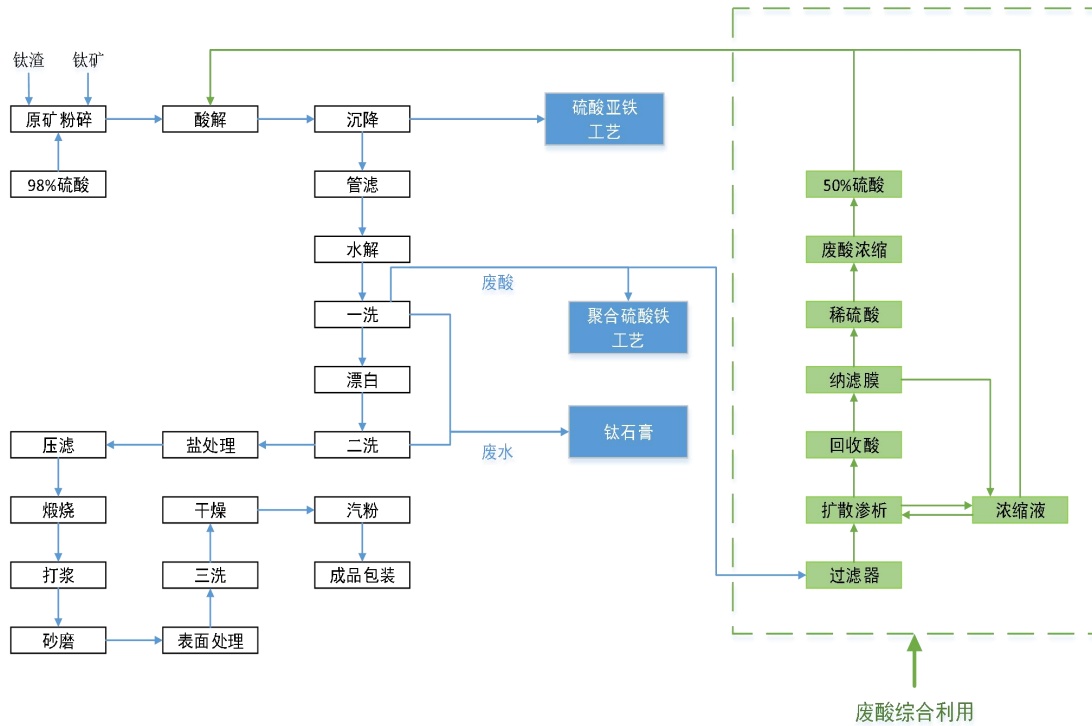 钛渣
钛矿
原矿粉碎
酸解
沉降
硫酸亚铁
工艺
98%硫酸
管滤
50%硫酸
水解
废酸浓缩
废酸
一洗
聚合硫酸铁
工艺
稀硫酸
漂白
纳滤膜
压滤
盐处理
二洗
废水
钛石膏
回收酸
煅烧
干燥
汽粉
扩散渗析
浓缩液
打浆
三洗
成品包装
过滤器
砂磨
表面处理
废酸综合利用